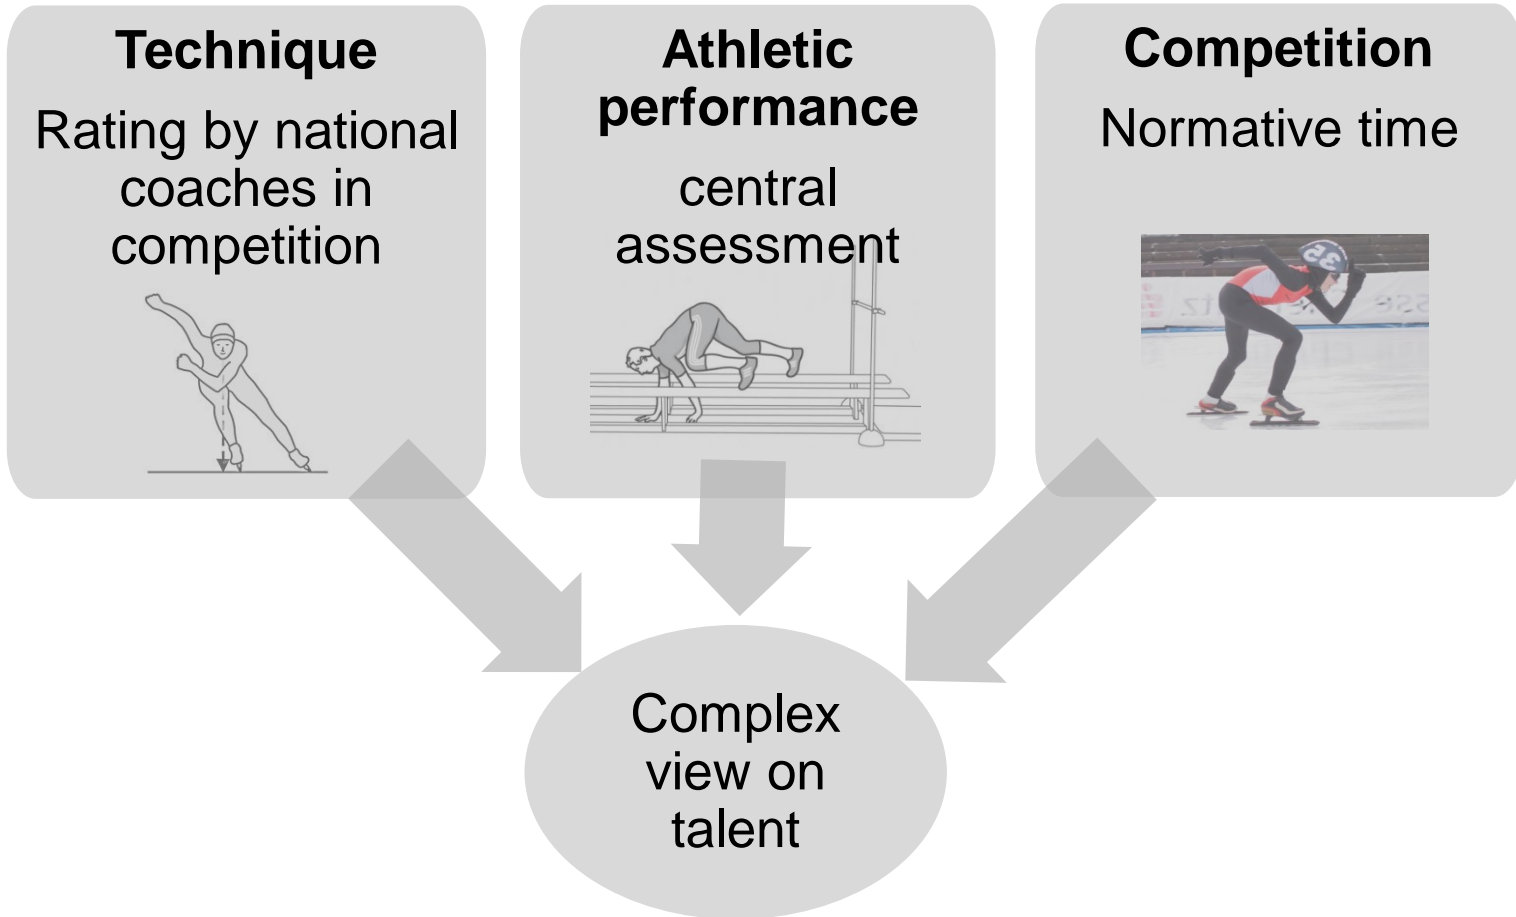 Technique
Rating by national
coaches in
competition
Athletic
performance
central
assessment
Competition
Normative time
Complex
view on
talent